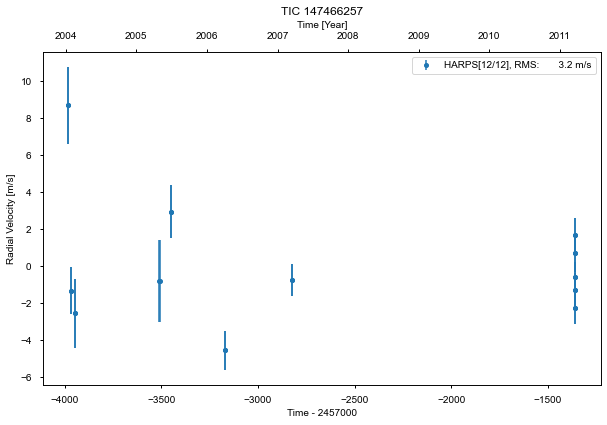 TIC 147466257
Time [Year]
2004 2005 2006 2007 2008 2009 2010 2011
HARPS[12/12], RMS: 3.2 m/s
10
8
6
4
2
0
−2
−4
−6
Radial Velocity [m/s]
−4000 −3500 −3000 −2500 −2000 −1500
Time - 2457000